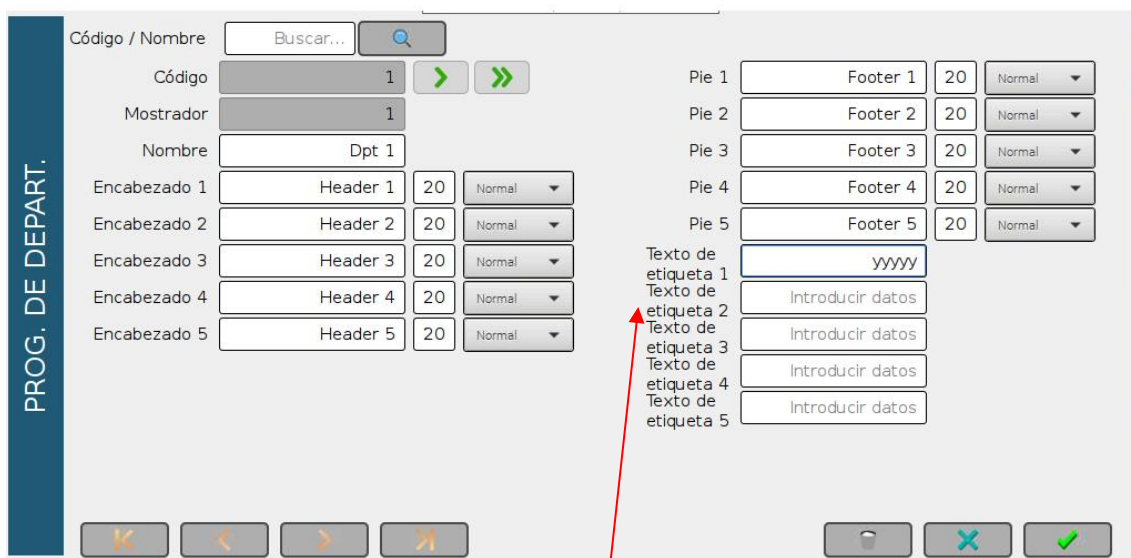 PROG. DE DEPART.
Código / Nombre Buscar...
Código 1
Mostrador 1
Nombre Dpt 1
Encabezado 1 Header 1 20 Normal
Encabezado 2 Header 2 20 Normal
Encabezado 3 Header 3 20 Normal
Encabezado 4 Header 4 20 Normal
Encabezado 5 Header 5 20 Normal
Pie 1 Footer 1 20 Normal
Pie 2 Footer 2 20 Normal
Pie 3 Footer 3 20 Normal
Pie 4 Footer 4 20 Normal
Pie 5 Footer 5 20 Normal
Texto de
etiqueta 1 yyyyy
Texto de
etiqueta 2 Introducir datos
Texto de
etiqueta 3 Introducir datos
Texto de
etiqueta 4 Introducir datos
Texto de
etiqueta 5 Introducir datos